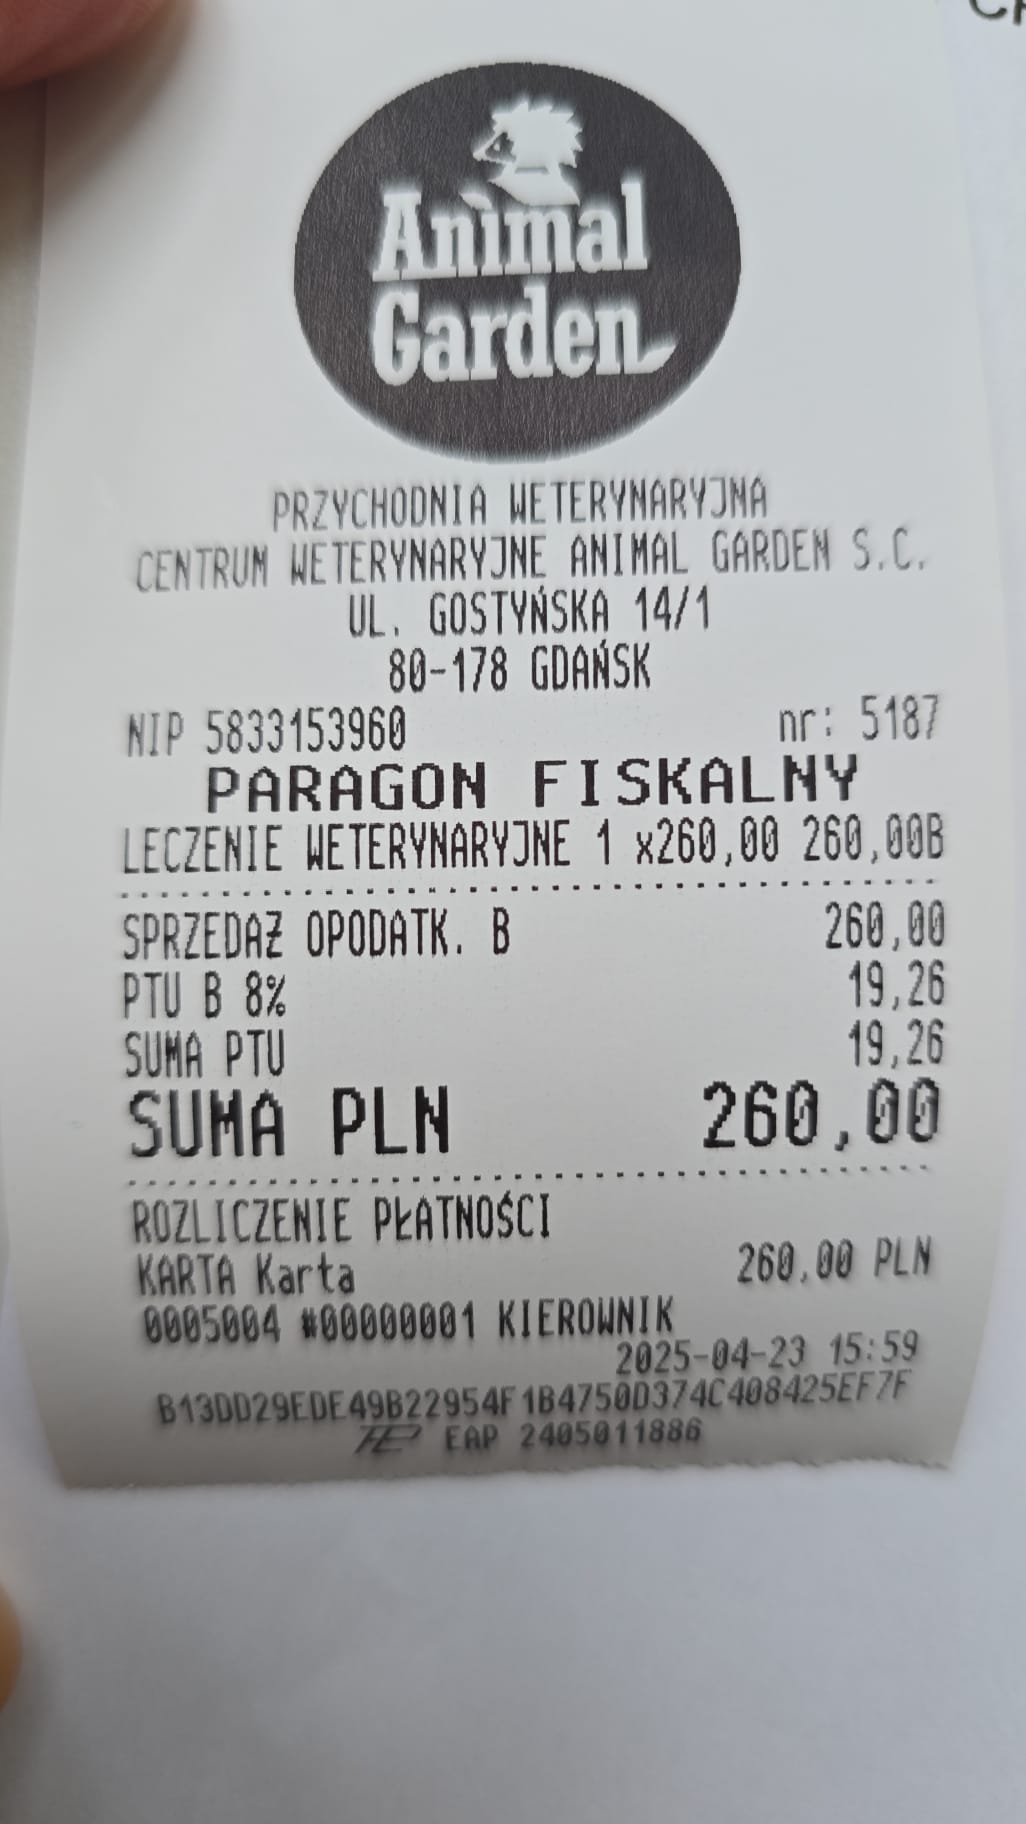 Animal
Garden
PRZYCHODNIA WETERYNARYJNA
CENTRUM WETERYNARYJNE ANIMAL GARDEN S.C.
UL. GOSTYŃSKA 14/1
80-178 GDAŃSK
NIP 5833153960 nr: 5187
PARAGON FISKALNY
LECZENIE WETERYNARYJNE 1 x260,00 260,00B
SPRZEDAŻ OPODATK. B 260,00
PTU B 8% 19,26
SUMA PTU 19,26
SUMA PLN 260,00
ROZLICZENIE PŁATNOŚCI
KARTA Karta 260,00 PLN
0005004 #00000001 KIEROWNIK
2025-04-23 15:59
B13DD29EDE49B22954F1B4750D374C408425EF7F
EAP 2405011886